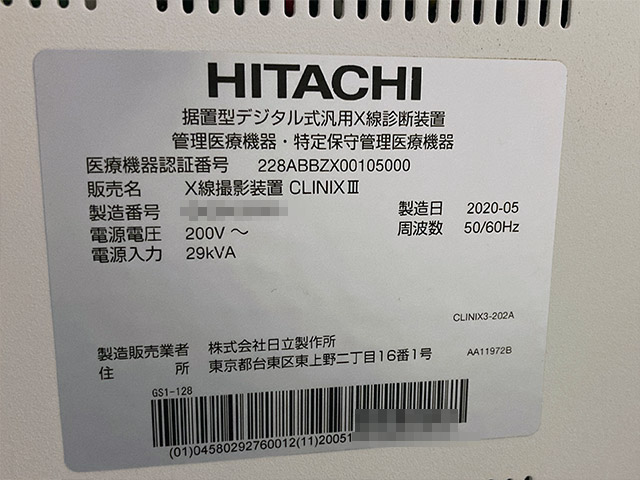 HITACHI
据置型デジタル式汎用X線診断装置
管理医療機器・特定保守管理医療機器
医療機器認証番号 228ABBZX00105000
販売名 X線撮影装置 CLINIXⅢ
製造番号 製造日 2020-05
電源電圧 200V ～ 周波数 50/60Hz
電源入力 29kVA
CLINIX3-202A
製造販売業者 株式会社日立製作所
住 所 東京都台東区東上野二丁目16番1号 AA11972B
GS1-128
(01)04580292760012(11)20051